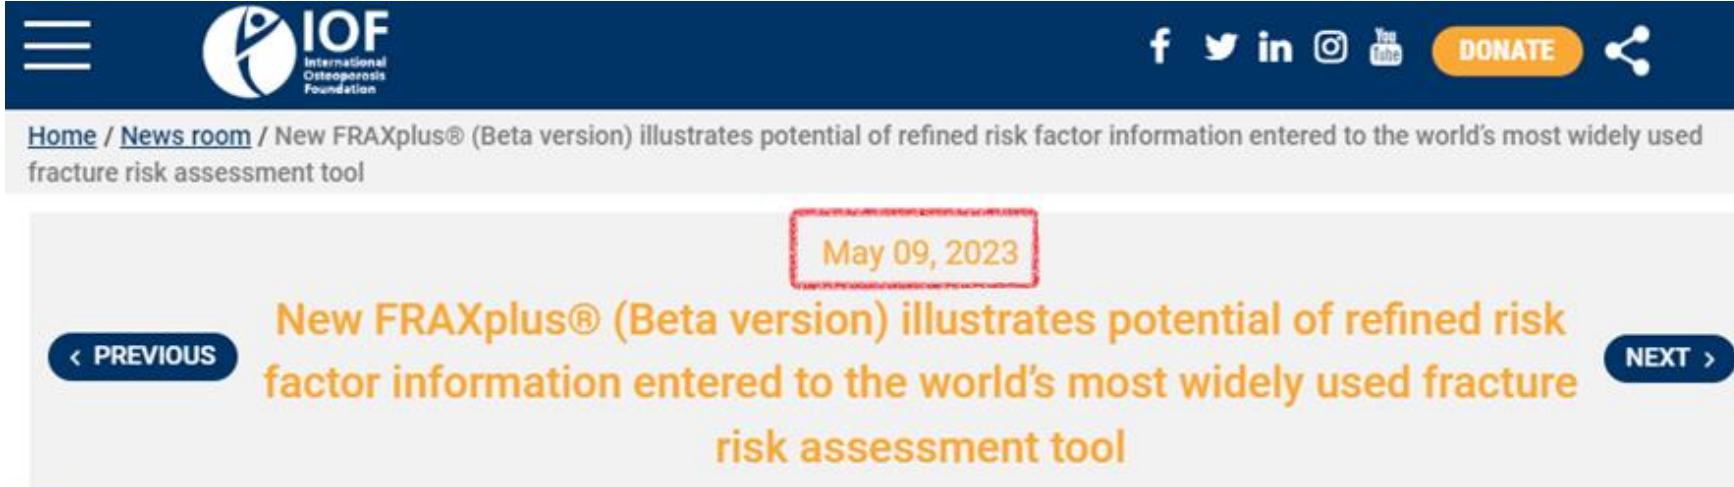 IOF
International
Osteoporosis
Foundation
f in You Tube DONATE
Home / News room / New FRAXplus® (Beta version) illustrates potential of refined risk factor information entered to the world's most widely used
fracture risk assessment tool
May 09, 2023
New FRAXplus® (Beta version) illustrates potential of refined risk
< PREVIOUS
factor information entered to the world's most widely used fracture
NEXT >
risk assessment tool